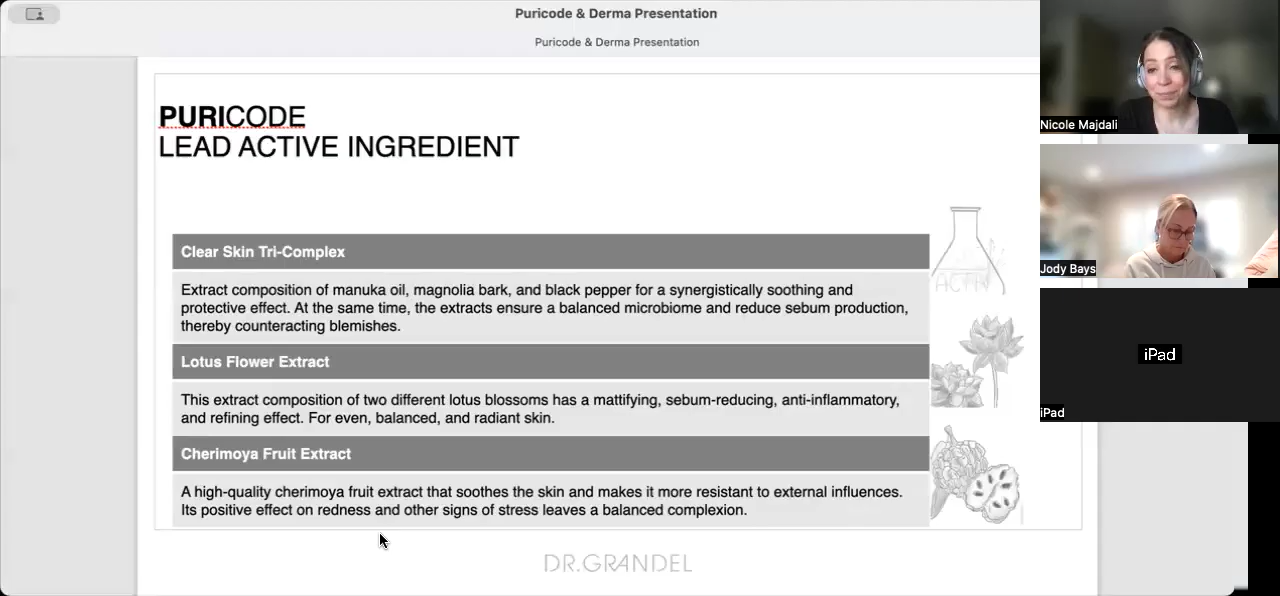 Puricode & Derma Presentation
Puricode & Derma Presentation
PURICODE
LEAD ACTIVE INGREDIENT
Clear Skin Tri-Complex
Extract composition of manuka oil, magnolia bark, and black pepper for a synergistically soothing and
protective effect. At the same time, the extracts ensure a balanced microbiome and reduce sebum production,
thereby counteracting blemishes.
Lotus Flower Extract
This extract composition of two different lotus blossoms has a mattifying, sebum-reducing, anti-inflammatory,
and refining effect. For even, balanced, and radiant skin.
Cherimoya Fruit Extract
A high-quality cherimoya fruit extract that soothes the skin and makes it more resistant to external influences.
Its positive effect on redness and other signs of stress leaves a balanced complexion.
DR.GRANDEL
Nicole Majdali
Jody Bays
iPad
iPad